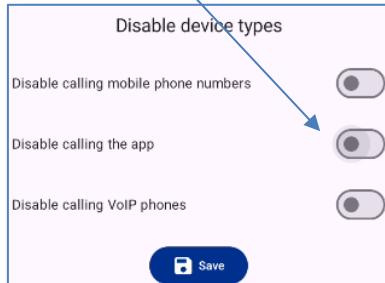 Disable device types
Disable calling mobile phone numbers
Disable calling the app
Disable calling VoIP phones
Save